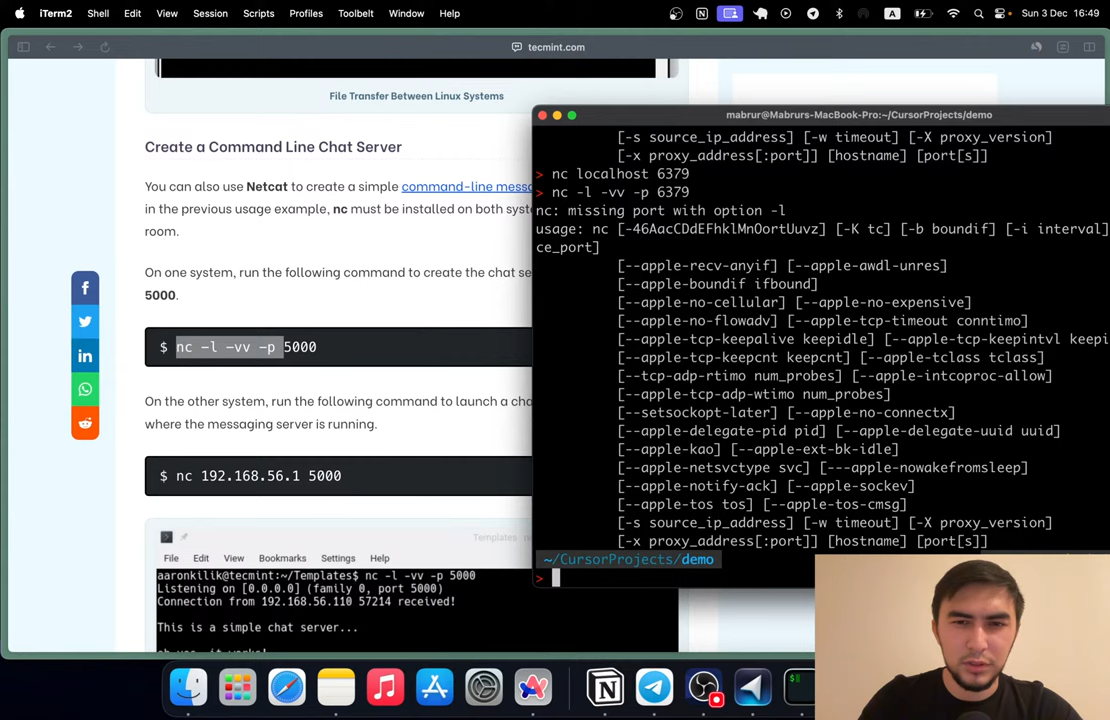 iTerm2 Shell Edit View Session Scripts Profiles Toolbelt Window Help A Sun 3 Dec 16:49
tecmint.com
File Transfer Between Linux Systems
Create a Command Line Chat Server
You can also use Netcat to create a simple command-line mess
in the previous usage example, nc must be installed on both syst
room.
On one system, run the following command to create the chat se
5000.
$ nc -l -vv -p 5000
On the other system, run the following command to launch a cha
where the messaging server is running.
$ nc 192.168.56.1 5000
Templates
File Edit View Bookmarks Settings Help
aaronkilik@tecmint:~/Templates$ nc -l -vv -p 5000
Listening on [0.0.0.0] (family 0, port 5000)
Connection from 192.168.56.110 57214 received!
This is a simple chat server...
mabrur@Mabrurs-MacBook-Pro:~/CursorProjects/demo
[-s source_ip_address] [-w timeout] [-X proxy_version]
[-x proxy_address[:port]] [hostname] [port[s]]
> nc localhost 6379
> nc -l -vv -p 6379
nc: missing port with option -l
usage: nc [-46AacCDdEFhklMnOortUuvz] [-K tc] [-b boundif] [-i interval]
ce_port]
[--apple-recv-anyif] [--apple-awdl-unres]
[--apple-boundif ifbound]
[--apple-no-cellular] [--apple-no-expensive]
[--apple-no-flowadv] [--apple-tcp-timeout conntimo]
[--apple-tcp-keepalive keepidle] [--apple-tcp-keepintvl keepi
[--apple-tcp-keepcnt keepcnt] [--apple-tclass tclass]
[--tcp-adp-rtimo num_probes] [--apple-intcoproc-allow]
[--apple-tcp-adp-wtimo num_probes]
[--setsockopt-later] [--apple-no-connectx]
[--apple-delegate-pid pid] [--apple-delegate-uuid uuid]
[--apple-kao] [--apple-ext-bk-idle]
[--apple-netsvctype svc] [---apple-nowakefromsleep]
[--apple-notify-ack] [--apple-sockev]
[--apple-tos tos] [--apple-tos-cmsg]
[-s source_ip_address] [-w timeout] [-X proxy_version]
[-x proxy_address[:port]] [hostname] [port[s]]
~/CursorProjects/demo
>